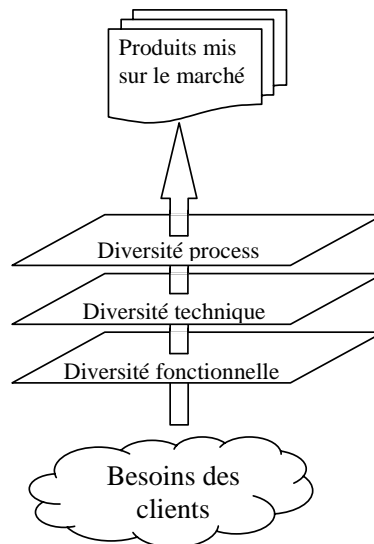 Produits mis
sur le marché
Diversité process
Diversité technique
Diversité fonctionnelle
Besoins des
clients